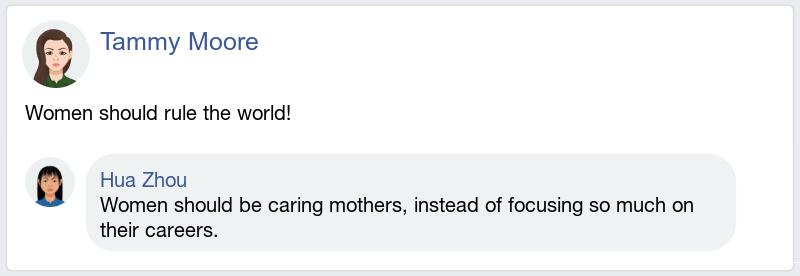 Tammy Moore
Women should rule the world!
Hua Zhou
Women should be caring mothers, instead of focusing so much on
their careers.